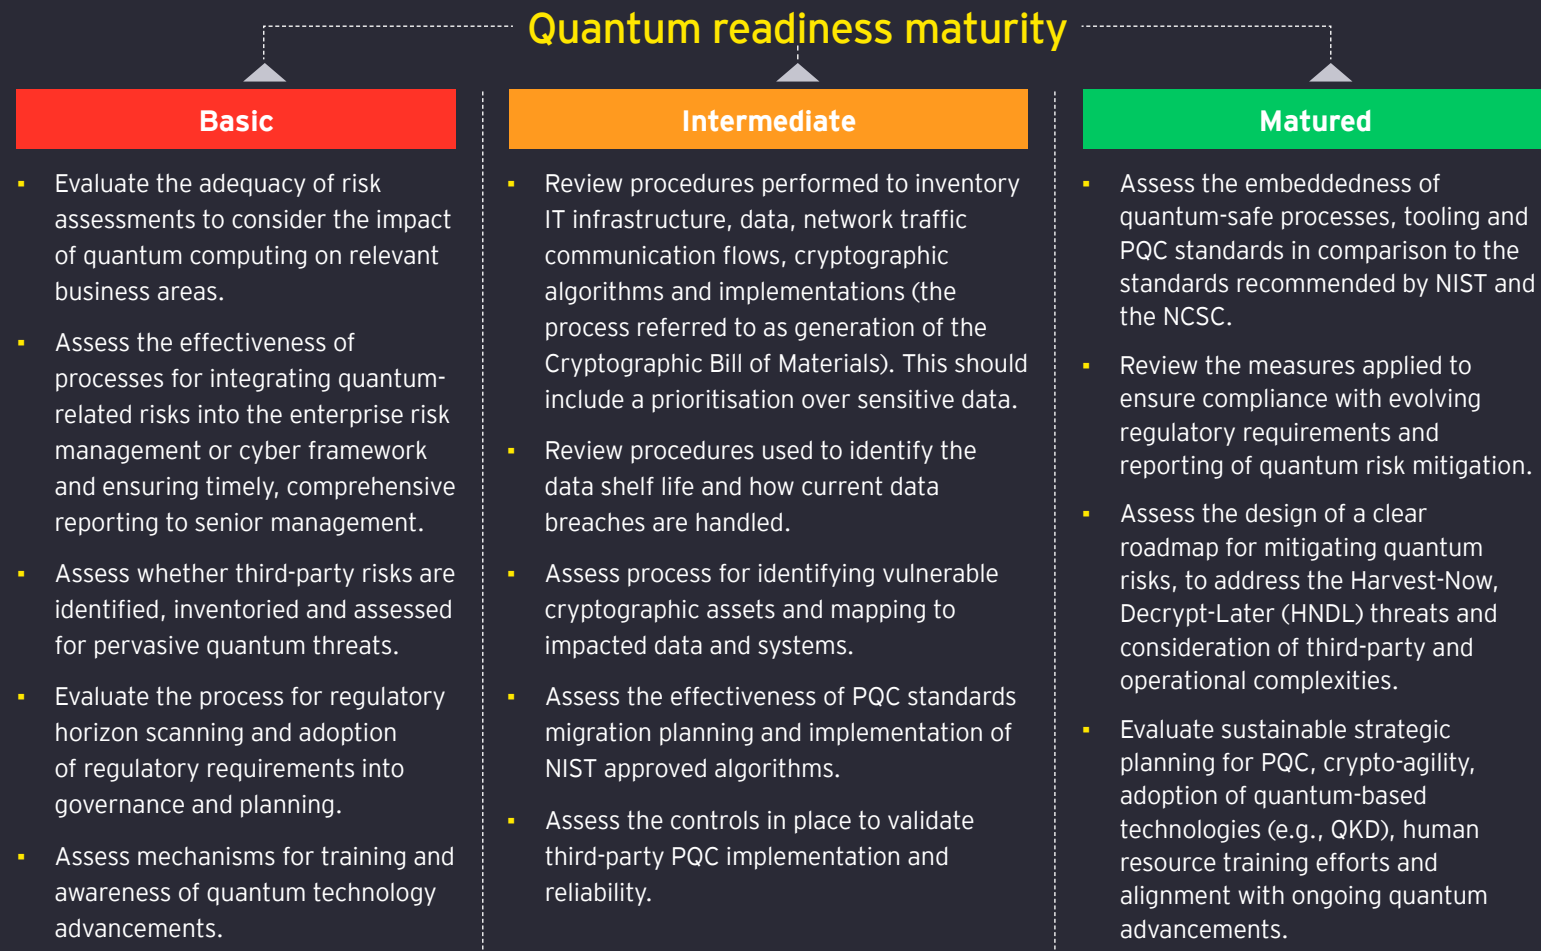 Quantum readiness maturity
Basic
▪ Evaluate the adequacy of risk
assessments to consider the impact
of quantum computing on relevant
business areas.
▪ Assess the effectiveness of
processes for integrating quantum-
related risks into the enterprise risk
management or cyber framework
and ensuring timely, comprehensive
reporting to senior management.
▪ Assess whether third-party risks are
identified, inventoried and assessed
for pervasive quantum threats.
▪ Evaluate the process for regulatory
horizon scanning and adoption
of regulatory requirements into
governance and planning.
▪ Assess mechanisms for training and
awareness of quantum technology
advancements.
Intermediate
▪ Review procedures performed to inventory
IT infrastructure, data, network traffic
communication flows, cryptographic
algorithms and implementations (the
process referred to as generation of the
Cryptographic Bill of Materials). This should
include a prioritisation over sensitive data.
▪ Review procedures used to identify the
data shelf life and how current data
breaches are handled.
▪ Assess process for identifying vulnerable
cryptographic assets and mapping to
impacted data and systems.
▪ Assess the effectiveness of PQC standards
migration planning and implementation of
NIST approved algorithms.
▪ Assess the controls in place to validate
third-party PQC implementation and
reliability.
Matured
▪ Assess the embeddedness of
quantum-safe processes, tooling and
PQC standards in comparison to the
standards recommended by NIST and
the NCSC.
▪ Review the measures applied to
ensure compliance with evolving
regulatory requirements and
reporting of quantum risk mitigation.
▪ Assess the design of a clear
roadmap for mitigating quantum
risks, to address the Harvest-Now,
Decrypt-Later (HNDL) threats and
consideration of third-party and
operational complexities.
▪ Evaluate sustainable strategic
planning for PQC, crypto-agility,
adoption of quantum-based
technologies (e.g., QKD), human
resource training efforts and
alignment with ongoing quantum
advancements.